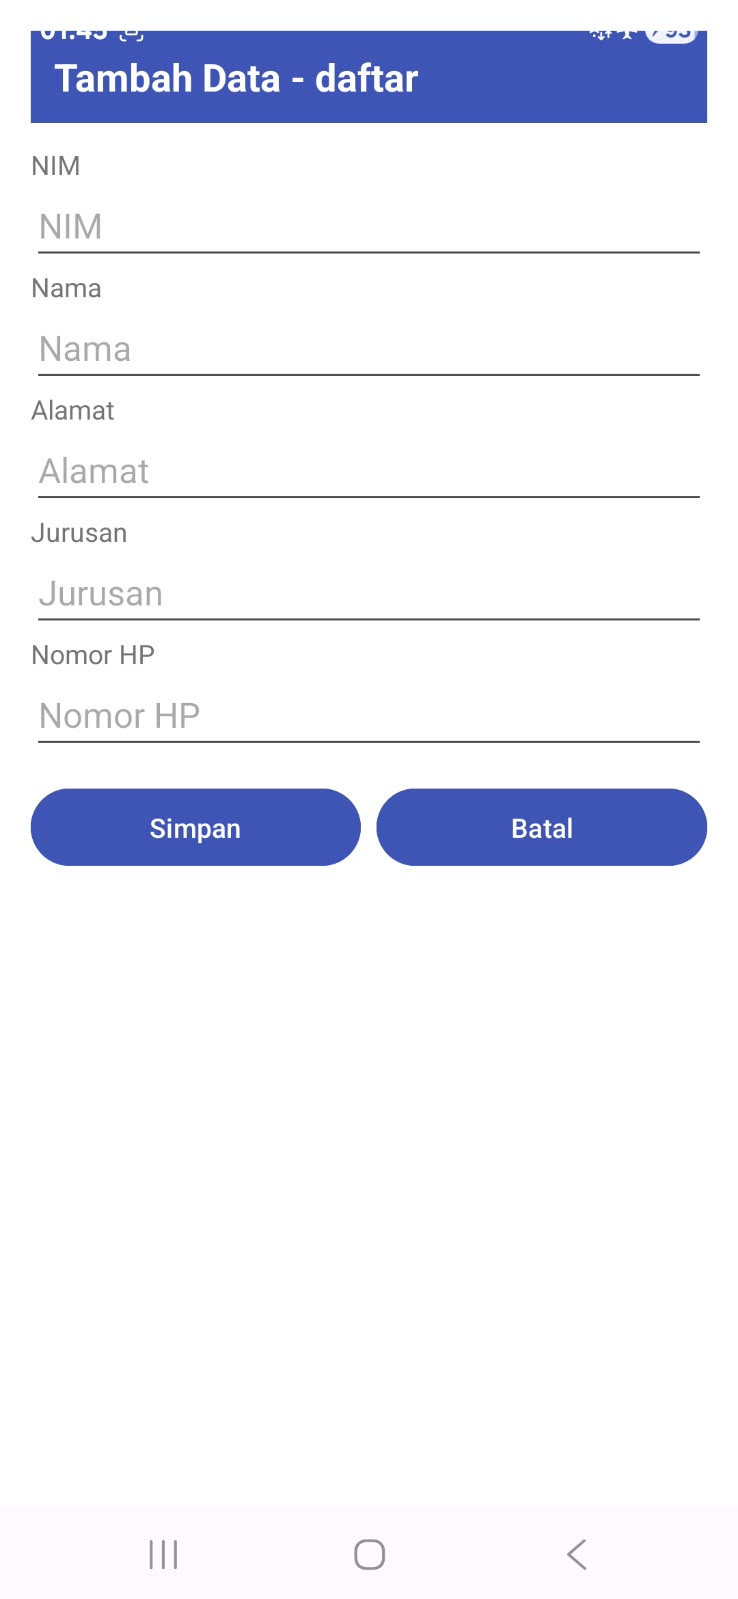 Tambah Data - daftar
NIM
NIM
Nama
Nama
Alamat
Alamat
Jurusan
Jurusan
Nomor HP
Nomor HP
Simpan Batal